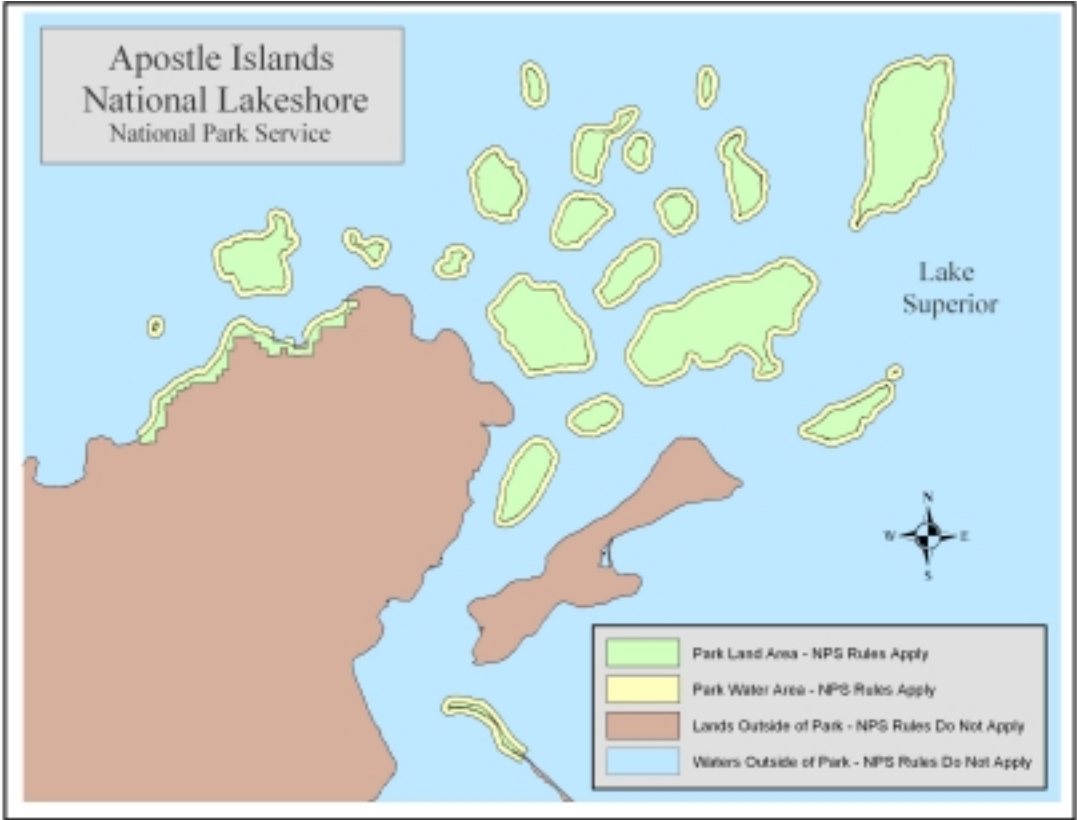 Apostle Islands
National Lakeshore
National Park Service
Lake
Superior
N
W E
S
Park Land Area - NPS Rules Apply
Park Water Area - NPS Rules Apply
Lands Outside of Park - NPS Rules Do Not Apply
Waters Outside of Park - NPS Rules Do Not Apply